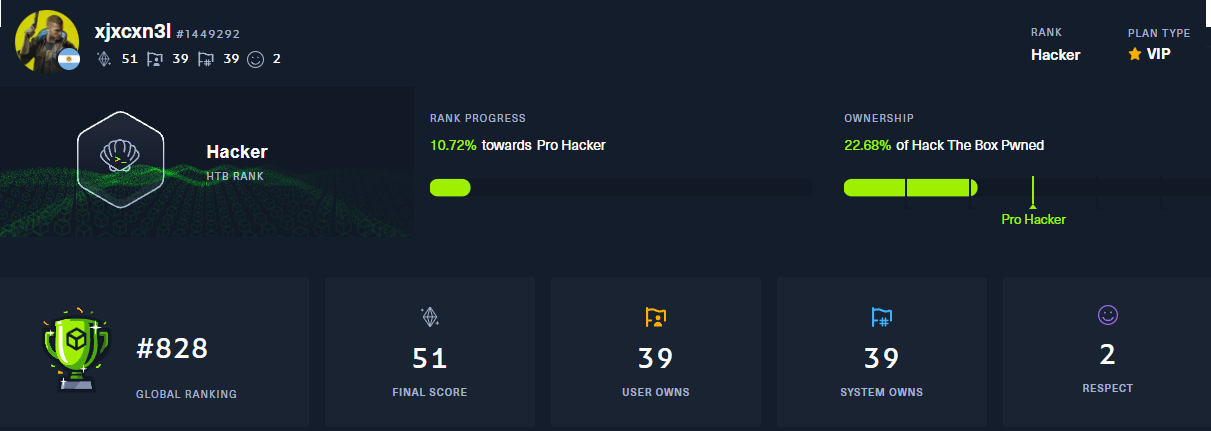 xjxcxn3l #1449292
51 39 39 2
RANK
Hacker
PLAN TYPE
VIP
Hacker
HTB RANK
RANK PROGRESS
10.72% towards Pro Hacker
OWNERSHIP
22.68% of Hack The Box Pwned
Pro Hacker
#828
GLOBAL RANKING
51
FINAL SCORE
39
USER OWNS
39
SYSTEM OWNS
2
RESPECT